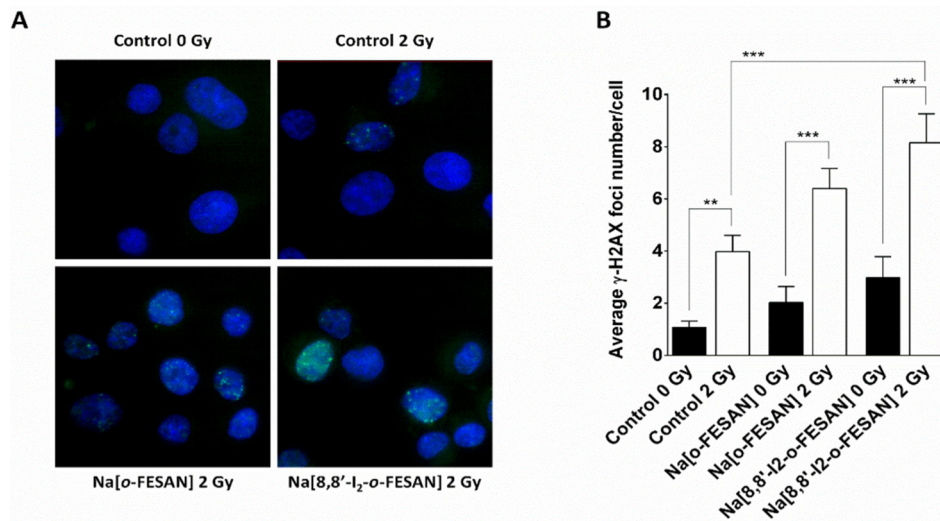 A
Control 0 Gy
Control 2 Gy
Na[o-FESAN] 2 Gy
Na[8,8′-I₂-o-FESAN] 2 Gy
B
Average γ-H2AX foci number/cell
10
8
6
4
2
0
**
***
***
***
Control 0 Gy
Control 2 Gy
Na[o-FESAN] 0 Gy
Na[o-FESAN] 2 Gy
Na[8,8'-I2-o-FESAN] 0 Gy
Na[8,8'-I2-o-FESAN] 2 Gy